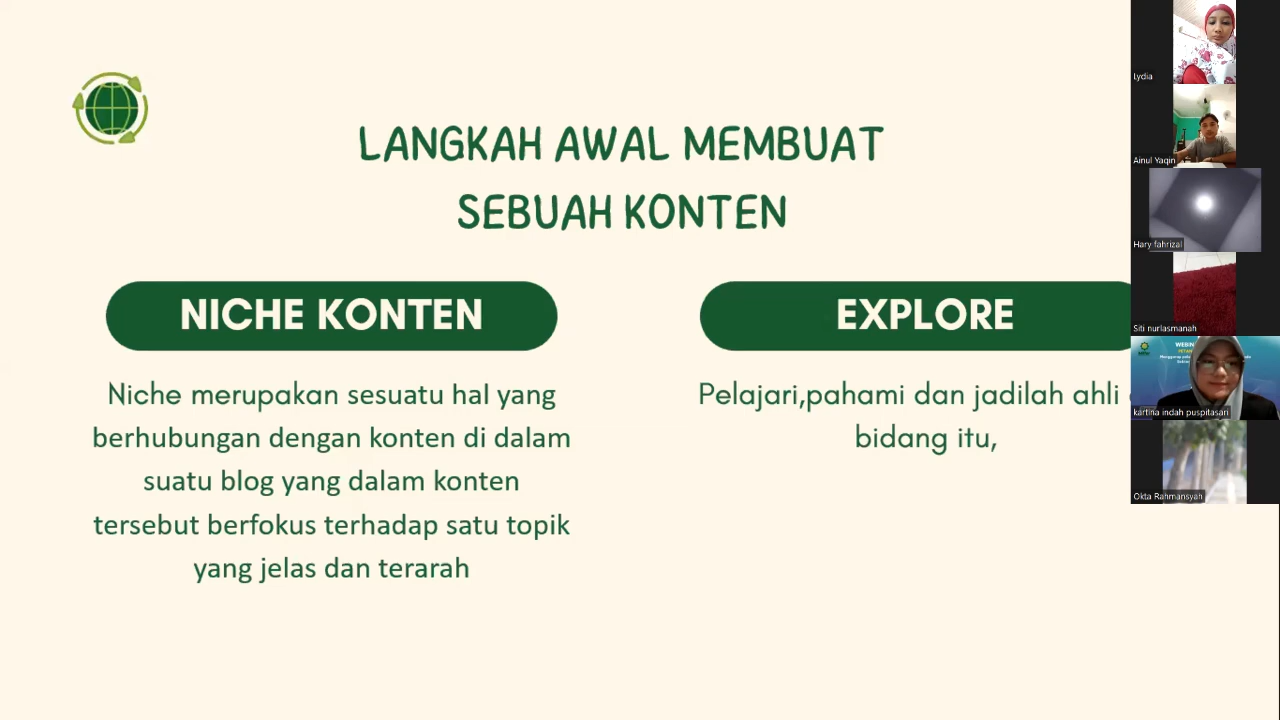 LANGKAH AWAL MEMBUAT
SEBUAH KONTEN
NICHE KONTEN
Niche merupakan sesuatu hal yang
berhubungan dengan konten di dalam
suatu blog yang dalam konten
tersebut berfokus terhadap satu topik
yang jelas dan terarah
EXPLORE
Pelajari,pahami dan jadilah ahli
bidang itu,
Lydia
Ainul Yaqin
Hary fahrizal
Siti nurlasmanah
WEBIN
kartina indah puspitasari
Okta Rahmansyah